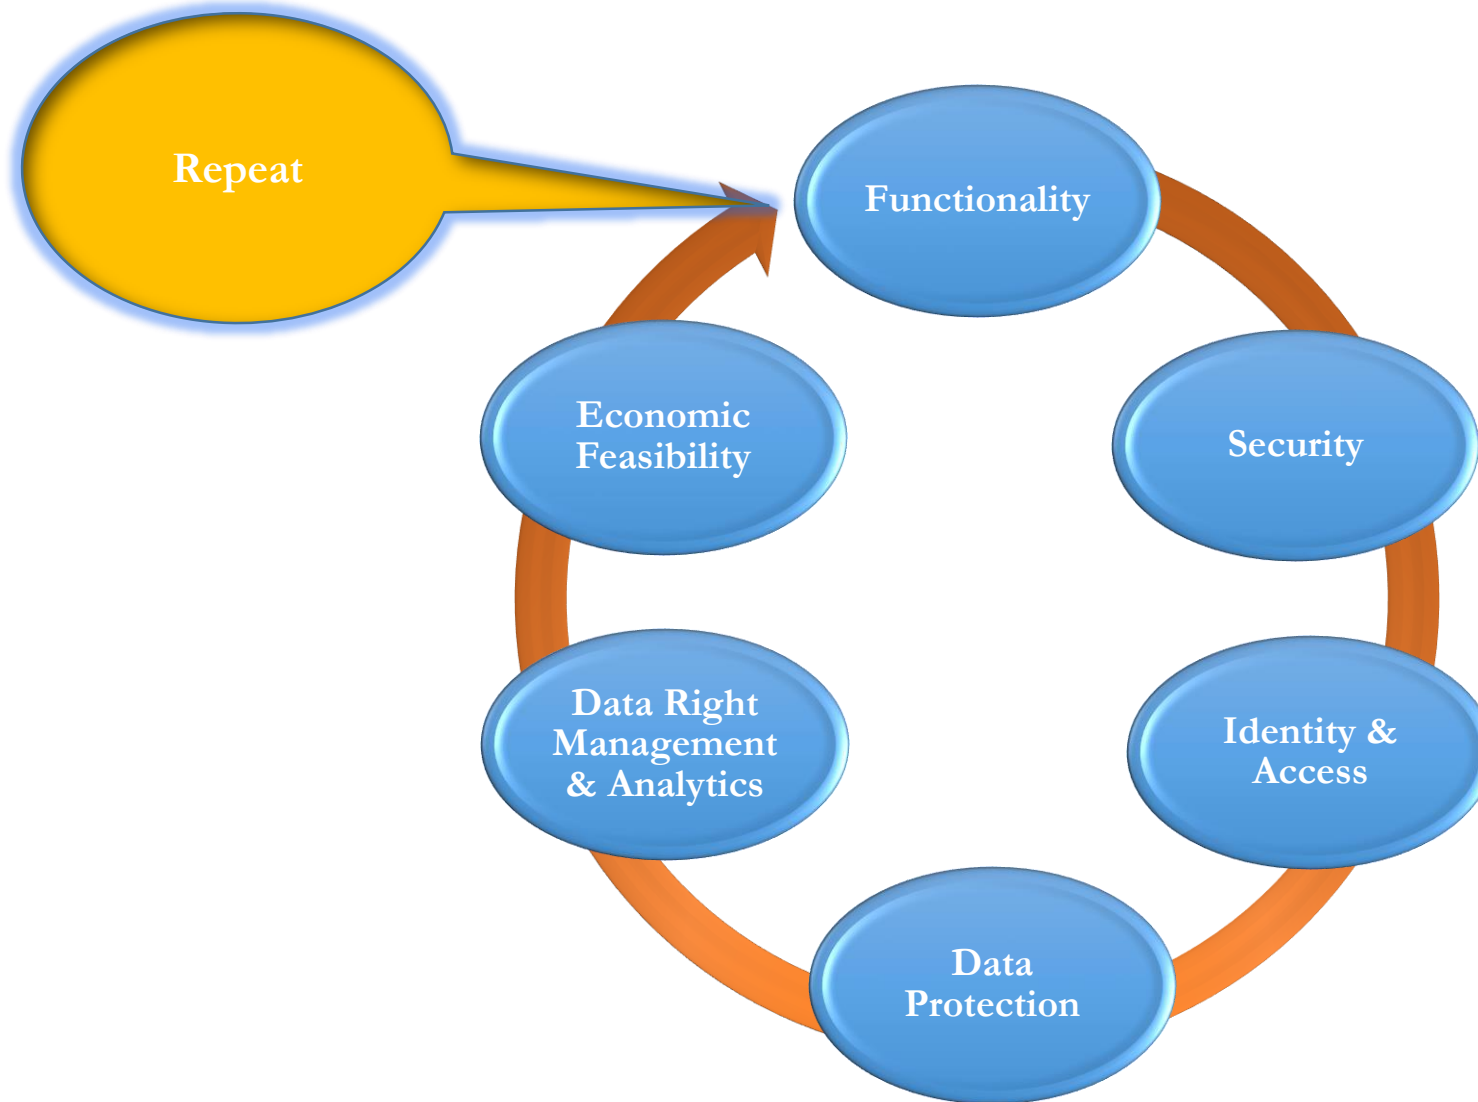 Repeat
Functionality
Security
Identity &
Access
Data
Protection
Data Right
Management
& Analytics
Economic
Feasibility